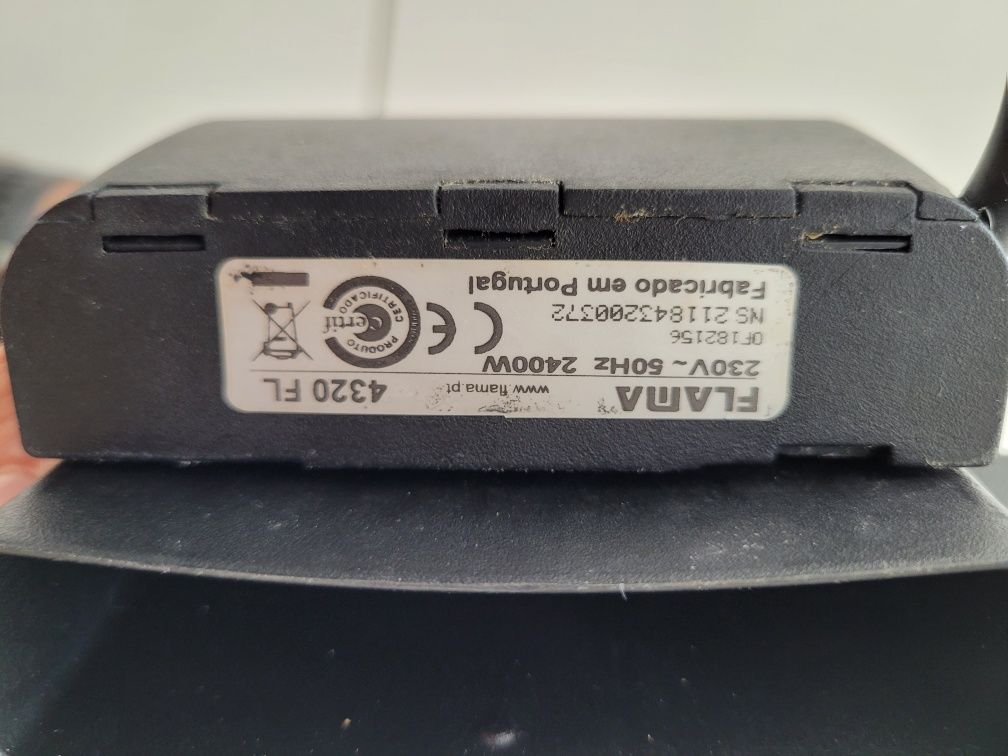 FLAMA www.flama.pt 4320 FL
230V~ 50Hz 2400W
OF182156
NS 211843200372
Fabricado em Portugal
CE
PRODUTO CERTIFICADO
Certif